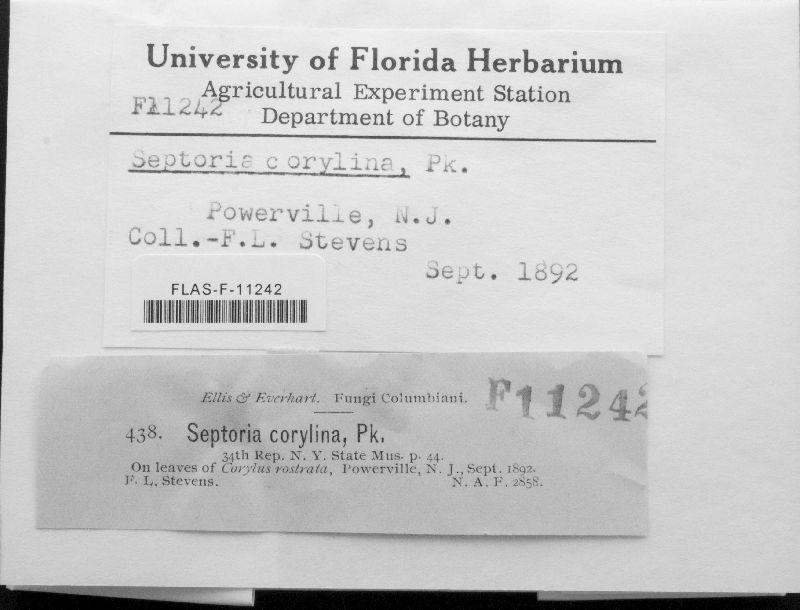 University of Florida Herbarium
Agricultural Experiment Station
F11242
Department of Botany
Septoria corylina, Pk.
Powerville, N.J.
Coll.-F.L. Stevens
Sept. 1892
FLAS-F-11242
Ellis & Everhart. Fungi Columbiani.
F11242
438. Septoria corylina, Pk.
34th Rep. N. Y. State Mus. p. 44.
On leaves of Corylus rostrata, Powerville, N. J., Sept. 1892.
F. L. Stevens. N. A. F. 2858.